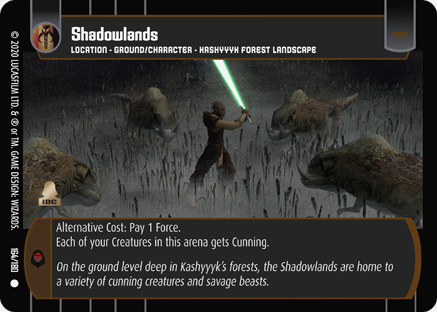 Shadowlands
LOCATION - GROUND/CHARACTER - KASHYYYK FOREST LANDSCAPE
IDC
Alternative Cost: Pay 1 Force.
Each of your Creatures in this arena gets Cunning.
On the ground level deep in Kashyyyk's forests, the Shadowlands are home to
a variety of cunning creatures and savage beasts.
© 2020 LUCASFILM LTD. & ® or TM. GAME DESIGN: WIZARDS.
164/180